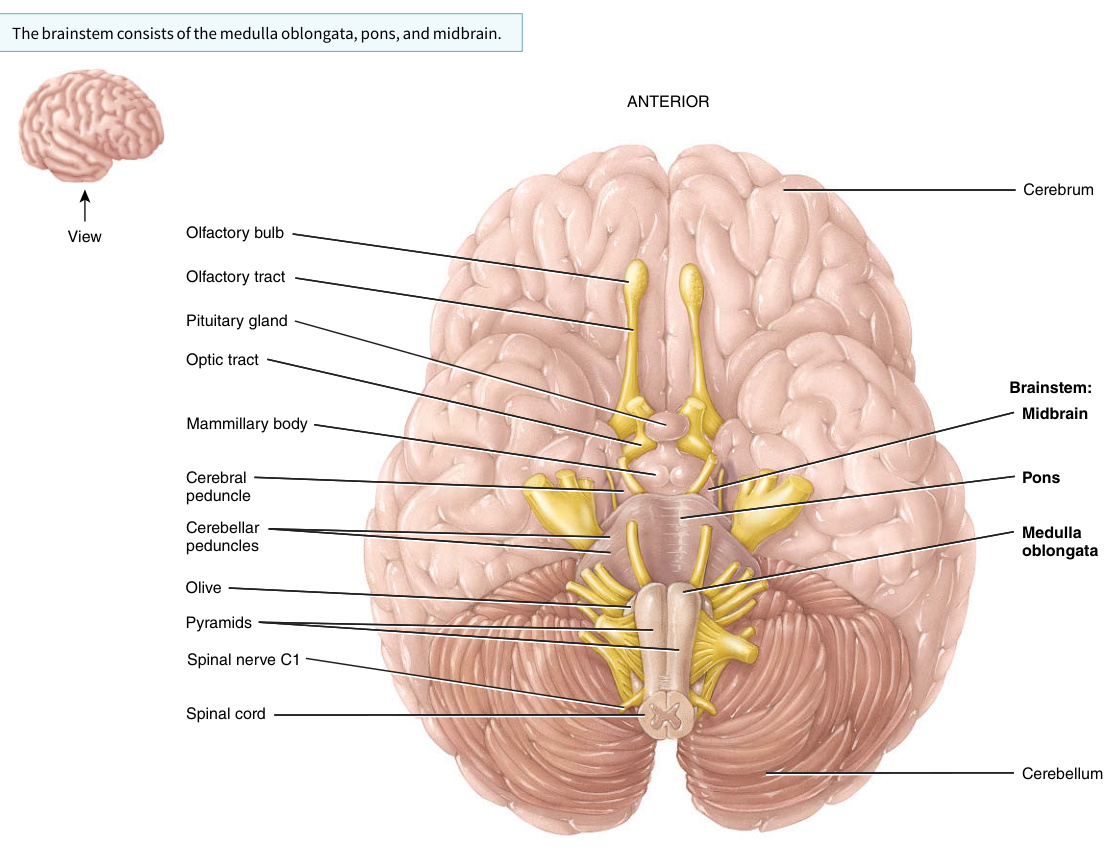 The brainstem consists of the medulla oblongata, pons, and midbrain.
View
ANTERIOR
Olfactory bulb
Olfactory tract
Pituitary gland
Optic tract
Mammillary body
Cerebral
peduncle
Cerebellar
peduncles
Olive
Pyramids
Spinal nerve C1
Spinal cord
Cerebrum
Brainstem:
Midbrain
Pons
Medulla
oblongata
Cerebellum